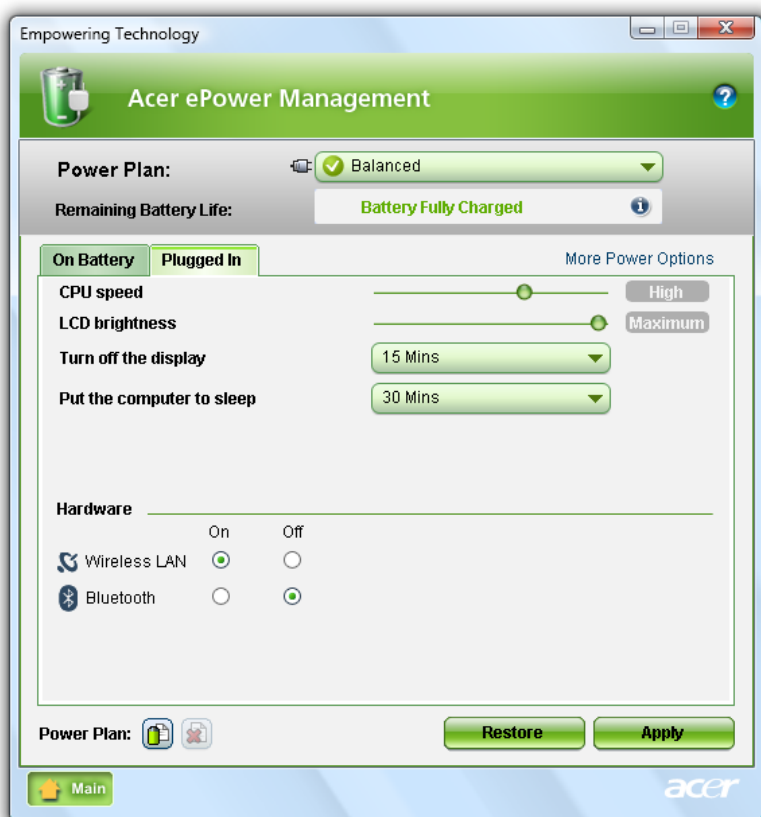 Empowering Technology
Acer ePower Management
Power Plan: Balanced
Remaining Battery Life: Battery Fully Charged
On Battery Plugged In More Power Options
CPU speed High
LCD brightness Maximum
Turn off the display 15 Mins
Put the computer to sleep 30 Mins
Hardware
On Off
Wireless LAN
Bluetooth
Power Plan: Restore Apply
Main acer